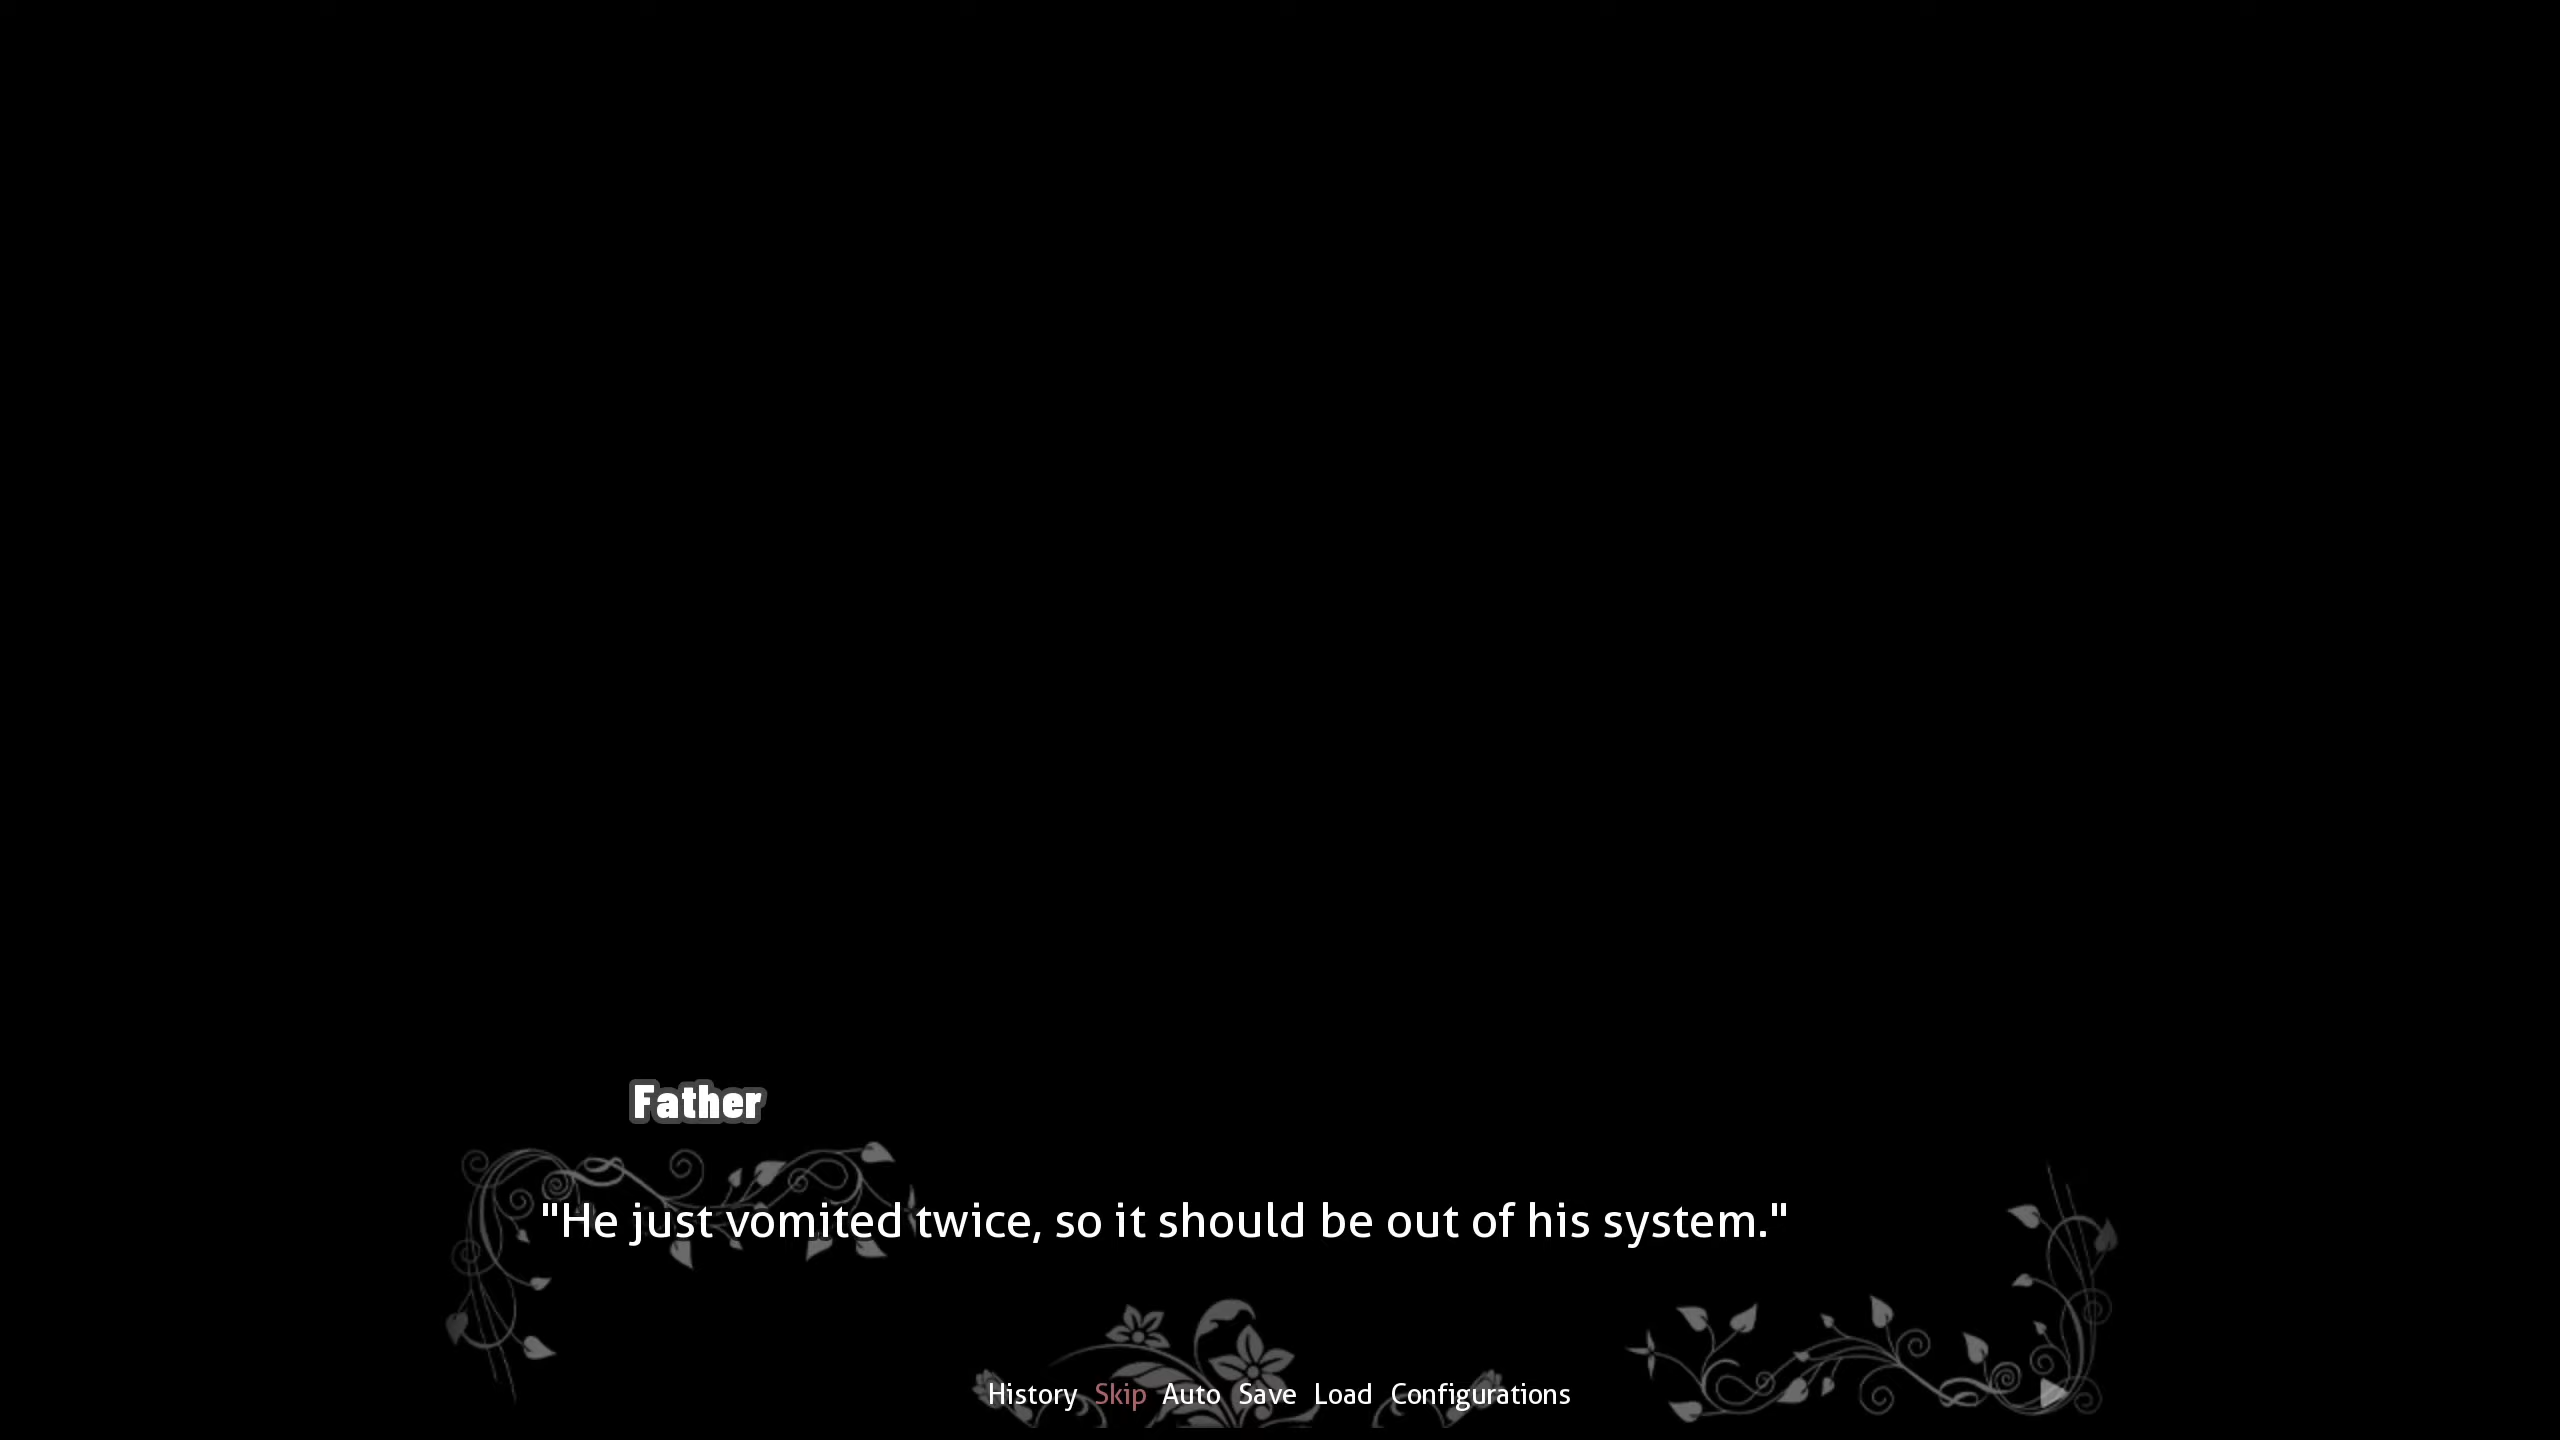 Father
"He just vomited twice, so it should be out of his system."
History Skip Auto Save Load Configurations